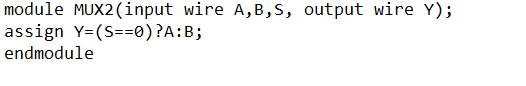 module MUX2(input wire A,B,S, output wire Y);
assign Y=(S==0)?A:B;
endmodule